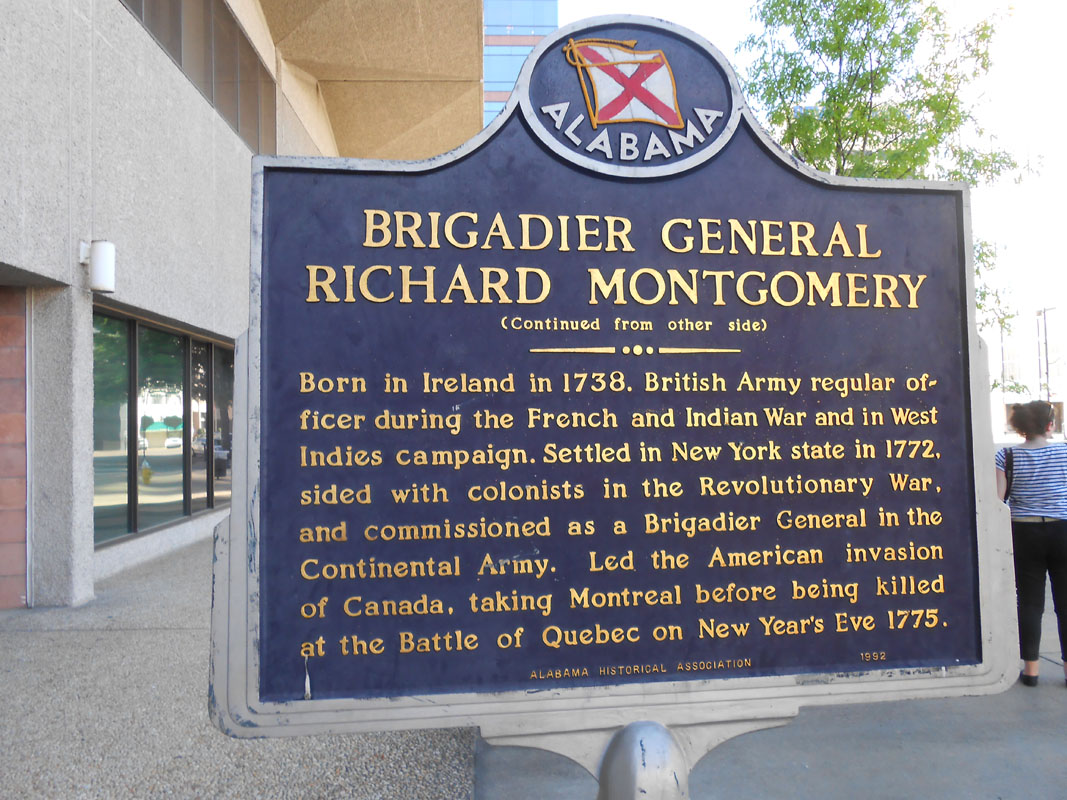 ALABAMA
BRIGADIER GENERAL
RICHARD MONTGOMERY
(Continued from other side)
Born in Ireland in 1738. British Army regular of-
ficer during the French and Indian War and in West
Indies campaign. Settled in New York state in 1772,
sided with colonists in the Revolutionary War,
and commissioned as a Brigadier General in the
Continental Army. Led the American invasion
of Canada, taking Montreal before being killed
at the Battle of Quebec on New Year's Eve 1775.
ALABAMA HISTORICAL ASSOCIATION 1992